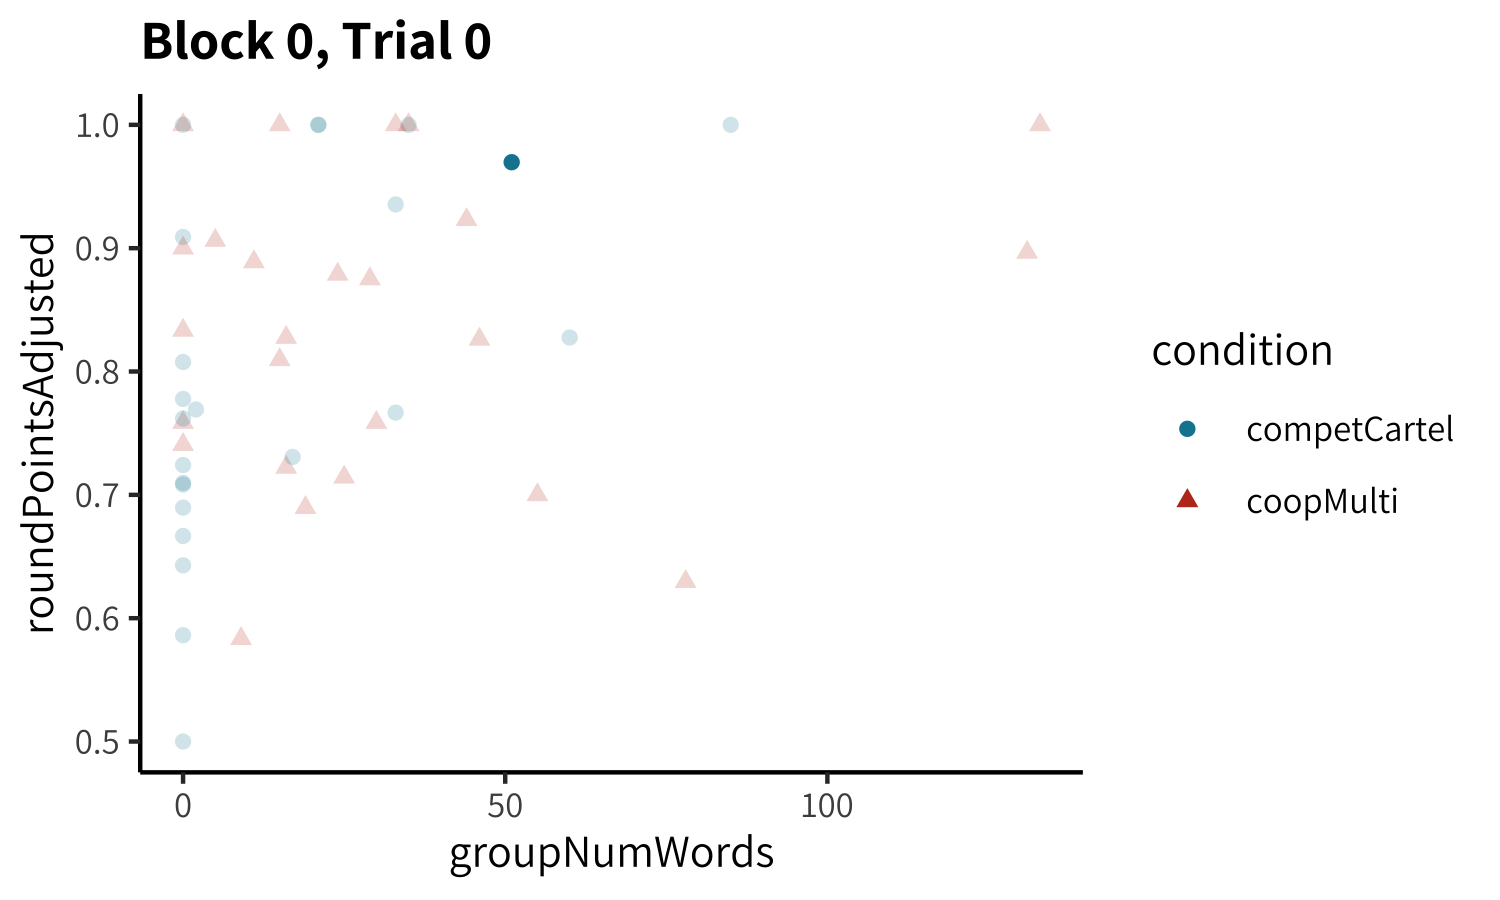 Block 0, Trial 0
roundPointsAdjusted
1.0
0.9
0.8
0.7
0.6
0.5
0
50
100
groupNumWords
condition
competCartel
coopMulti